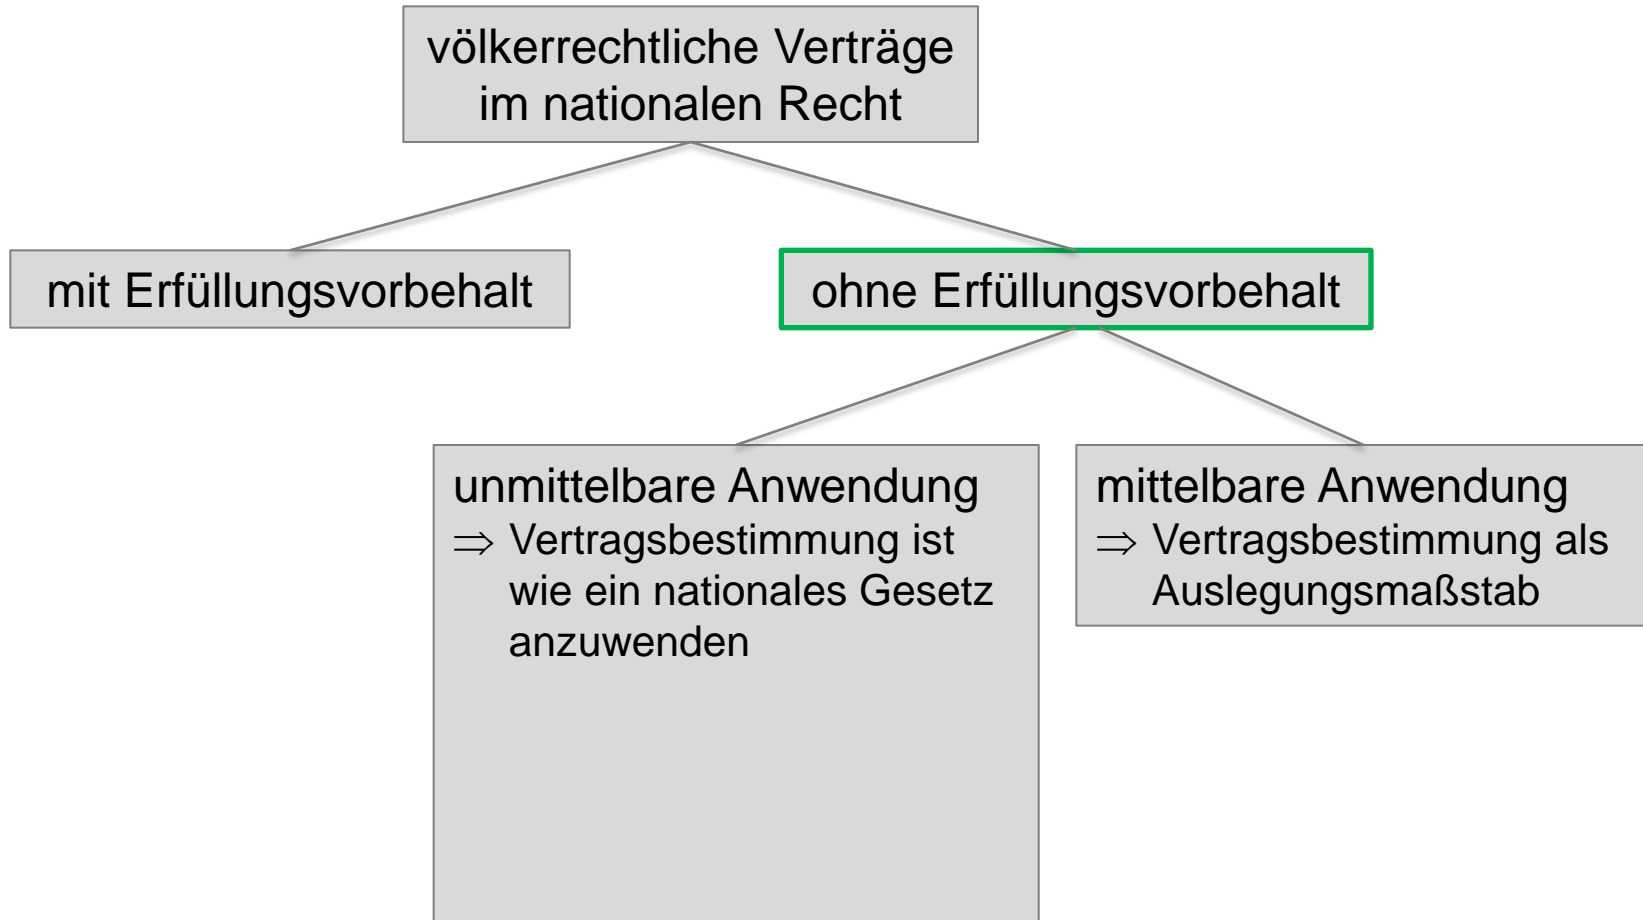 völkerrechtliche Verträge
im nationalen Recht
mit Erfüllungsvorbehalt
ohne Erfüllungsvorbehalt
unmittelbare Anwendung
⇒ Vertragsbestimmung ist
wie ein nationales Gesetz
anzuwenden
mittelbare Anwendung
⇒ Vertragsbestimmung als
Auslegungsmaßstab